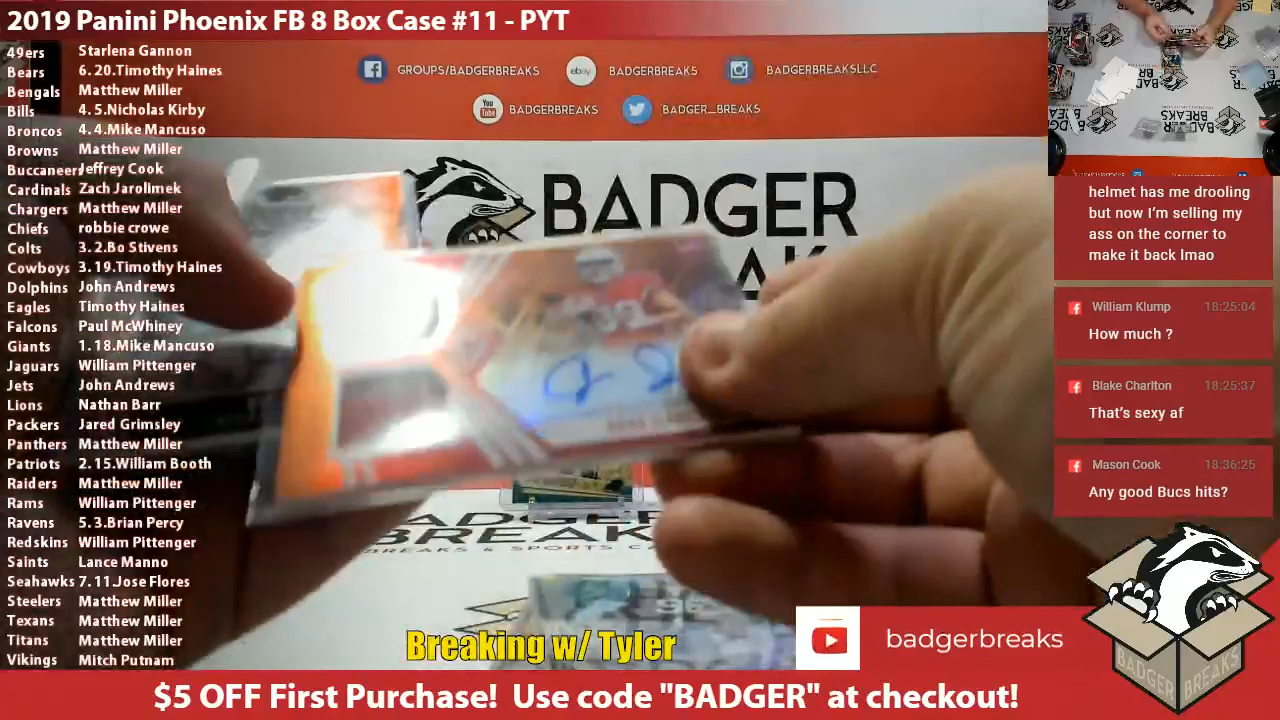 2019 Panini Phoenix FB 8 Box Case #11 - PYT
49ers Starlena Gannon
Bears 6.20.Timothy Haines
Bengals Matthew Miller
Bills 4.5.Nicholas Kirby
Broncos 4.4.Mike Mancuso
Browns Matthew Miller
Buccaneers Jeffrey Cook
Cardinals Zach Jarolimek
Chargers Matthew Miller
Chiefs robbie crowe
Colts 3.2.Bo Stivens
Cowboys 3.19.Timothy Haines
Dolphins John Andrews
Eagles Timothy Haines
Falcons Paul McWhiney
Giants 1.18.Mike Mancuso
Jaguars William Pittenger
Jets John Andrews
Lions Nathan Barr
Packers Jared Grimsley
Panthers Matthew Miller
Patriots 2.15.William Booth
Raiders Matthew Miller
Rams William Pittenger
Ravens 5.3.Brian Percy
Redskins William Pittenger
Saints Lance Manno
Seahawks 7.11.Jose Flores
Steelers Matthew Miller
Texans Matthew Miller
Titans Matthew Miller
Vikings Mitch Putnam
GROUPS/BADGERBREAKS
ebay BADGERBREAKS
BADGERBREAKSLLC
You Tube BADGERBREAKS
BADGER_BREAKS
BADGER
BADGER
BREAKS
BREAKS & SPORTS
Breaking w/ Tyler
helmet has me drooling
but now I'm selling my
ass on the corner to
make it back lmao
William Klump 18:25:04
How much ?
Blake Charlton 18:25:37
That's sexy af
Mason Cook 18:36:25
Any good Bucs hits?
badgerbreaks
BADGER BREAKS
$5 OFF First Purchase! Use code "BADGER" at checkout!